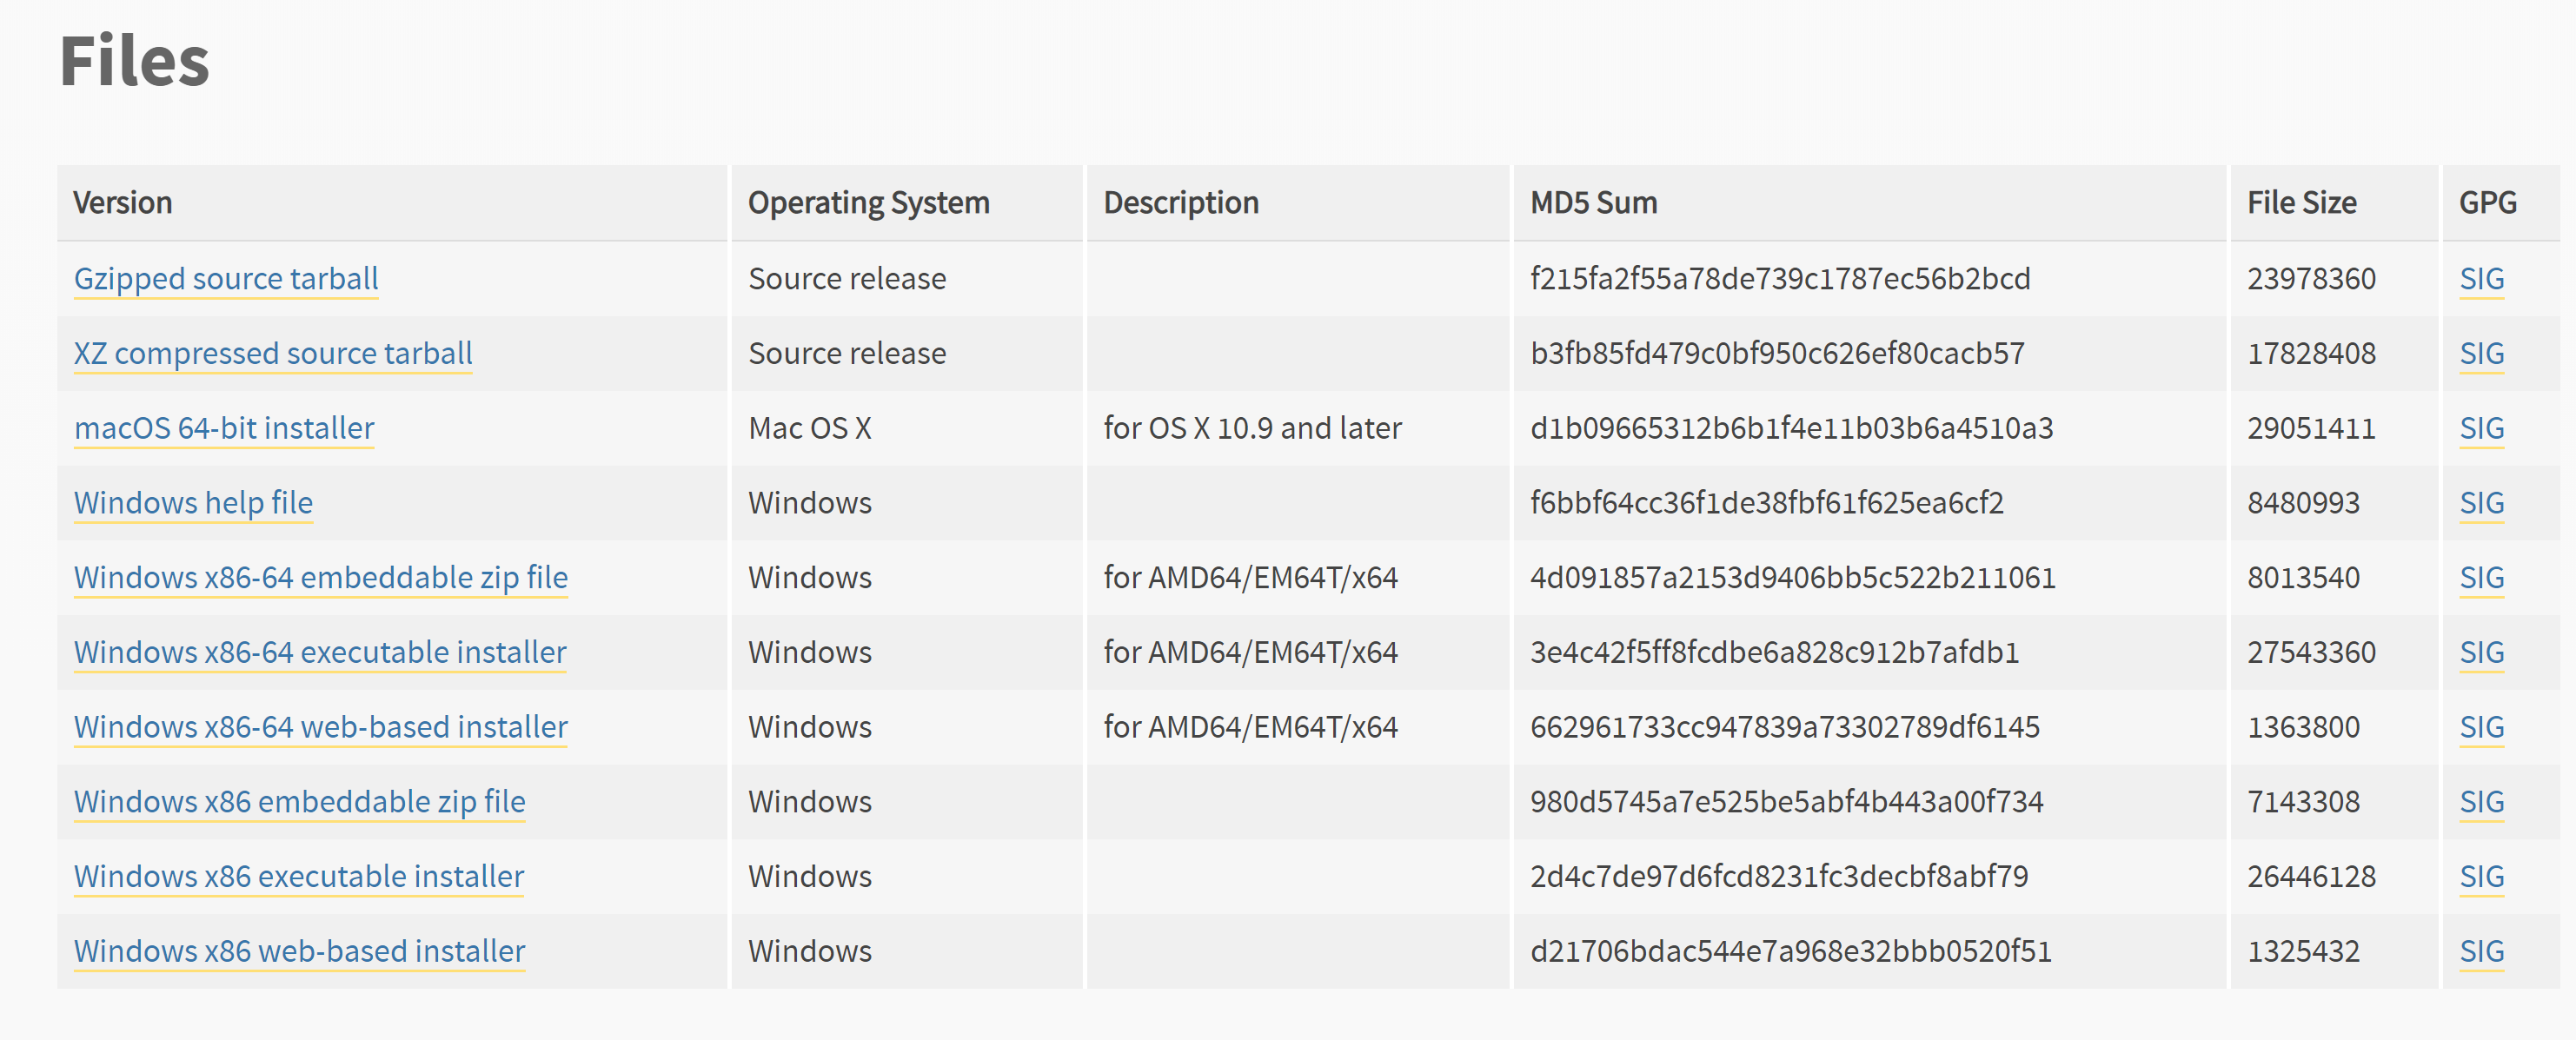 Files
Version Operating System Description MD5 Sum File Size GPG
Gzipped source tarball Source release f215fa2f55a78de739c1787ec56b2bcd 23978360 SIG
XZ compressed source tarball Source release b3fb85fd479c0bf950c626ef80cacb57 17828408 SIG
macOS 64-bit installer Mac OS X for OS X 10.9 and later d1b09665312b6b1f4e11b03b6a4510a3 29051411 SIG
Windows help file Windows f6bbf64cc36f1de38fbf61f625ea6cf2 8480993 SIG
Windows x86-64 embeddable zip file Windows for AMD64/EM64T/x64 4d091857a2153d9406bb5c522b211061 8013540 SIG
Windows x86-64 executable installer Windows for AMD64/EM64T/x64 3e4c42f5ff8fcdbe6a828c912b7afdb1 27543360 SIG
Windows x86-64 web-based installer Windows for AMD64/EM64T/x64 662961733cc947839a73302789df6145 1363800 SIG
Windows x86 embeddable zip file Windows 980d5745a7e525be5abf4b443a00f734 7143308 SIG
Windows x86 executable installer Windows 2d4c7de97d6fcd8231fc3decbf8abf79 26446128 SIG
Windows x86 web-based installer Windows d21706bdac544e7a968e32bbb0520f51 1325432 SIG